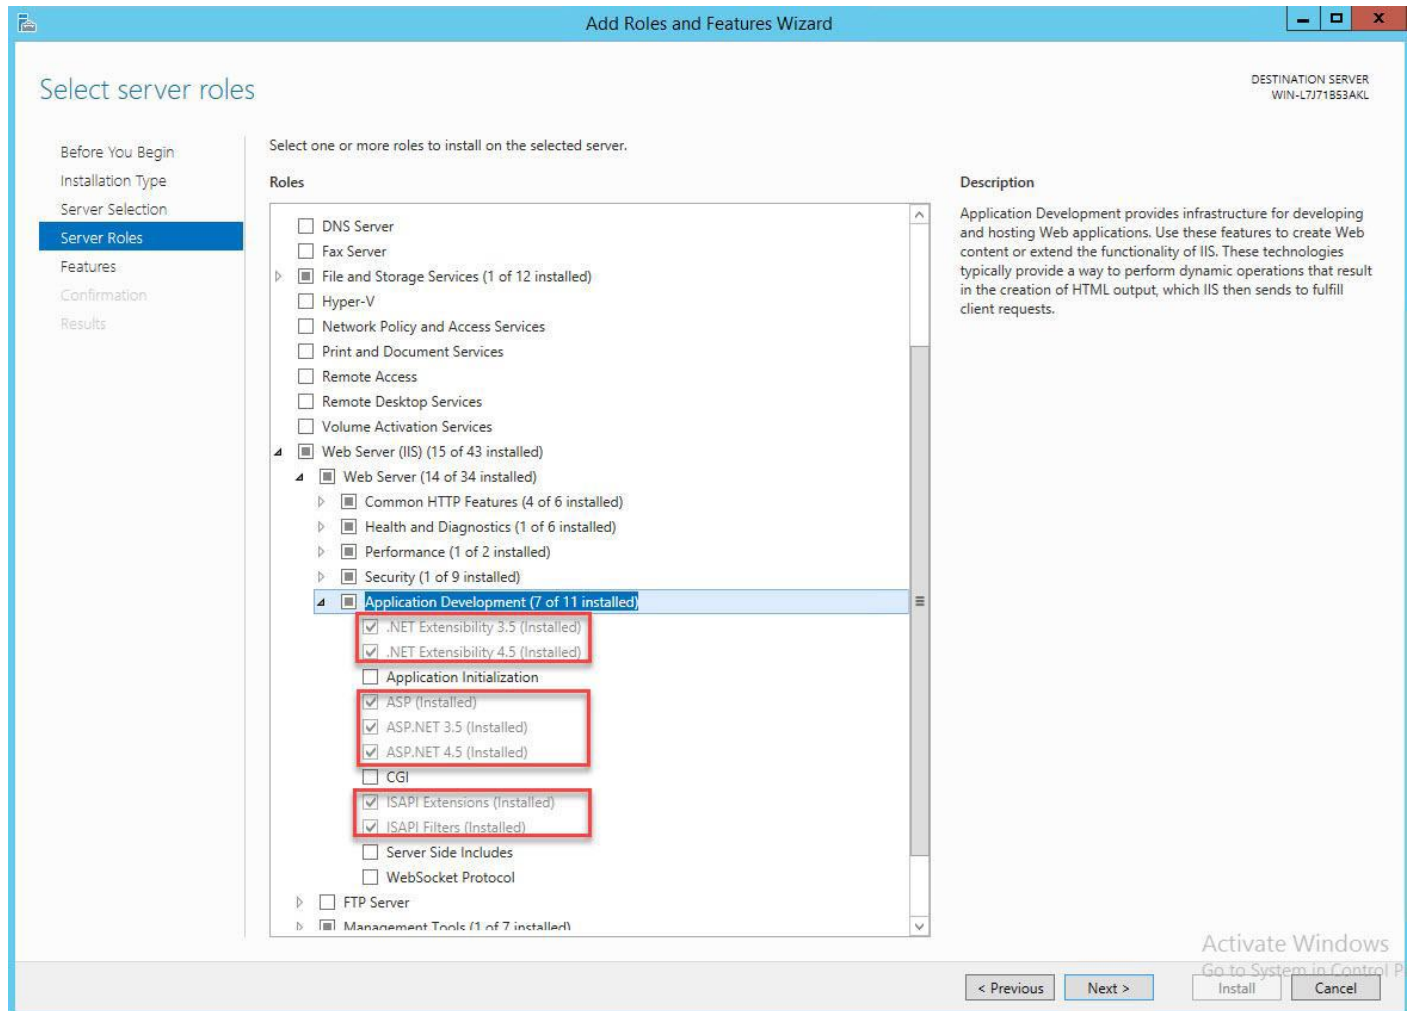 Add Roles and Features Wizard
Select server roles
DESTINATION SERVER
WIN-L7J71B53AKL
Before You Begin
Installation Type
Server Selection
Server Roles
Features
Confirmation
Results
Select one or more roles to install on the selected server.
Roles
DNS Server
Fax Server
File and Storage Services (1 of 12 installed)
Hyper-V
Network Policy and Access Services
Print and Document Services
Remote Access
Remote Desktop Services
Volume Activation Services
Web Server (IIS) (15 of 43 installed)
Web Server (14 of 34 installed)
Common HTTP Features (4 of 6 installed)
Health and Diagnostics (1 of 6 installed)
Performance (1 of 2 installed)
Security (1 of 9 installed)
Application Development (7 of 11 installed)
.NET Extensibility 3.5 (Installed)
.NET Extensibility 4.5 (Installed)
Application Initialization
ASP (Installed)
ASP.NET 3.5 (Installed)
ASP.NET 4.5 (Installed)
CGI
ISAPI Extensions (Installed)
ISAPI Filters (Installed)
Server Side Includes
WebSocket Protocol
FTP Server
Management Tools (1 of 7 installed)
Description
Application Development provides infrastructure for developing
and hosting Web applications. Use these features to create Web
content or extend the functionality of IIS. These technologies
typically provide a way to perform dynamic operations that result
in the creation of HTML output, which IIS then sends to fulfill
client requests.
Activate Windows
Go to System in Control P
< Previous
Next >
Install
Cancel